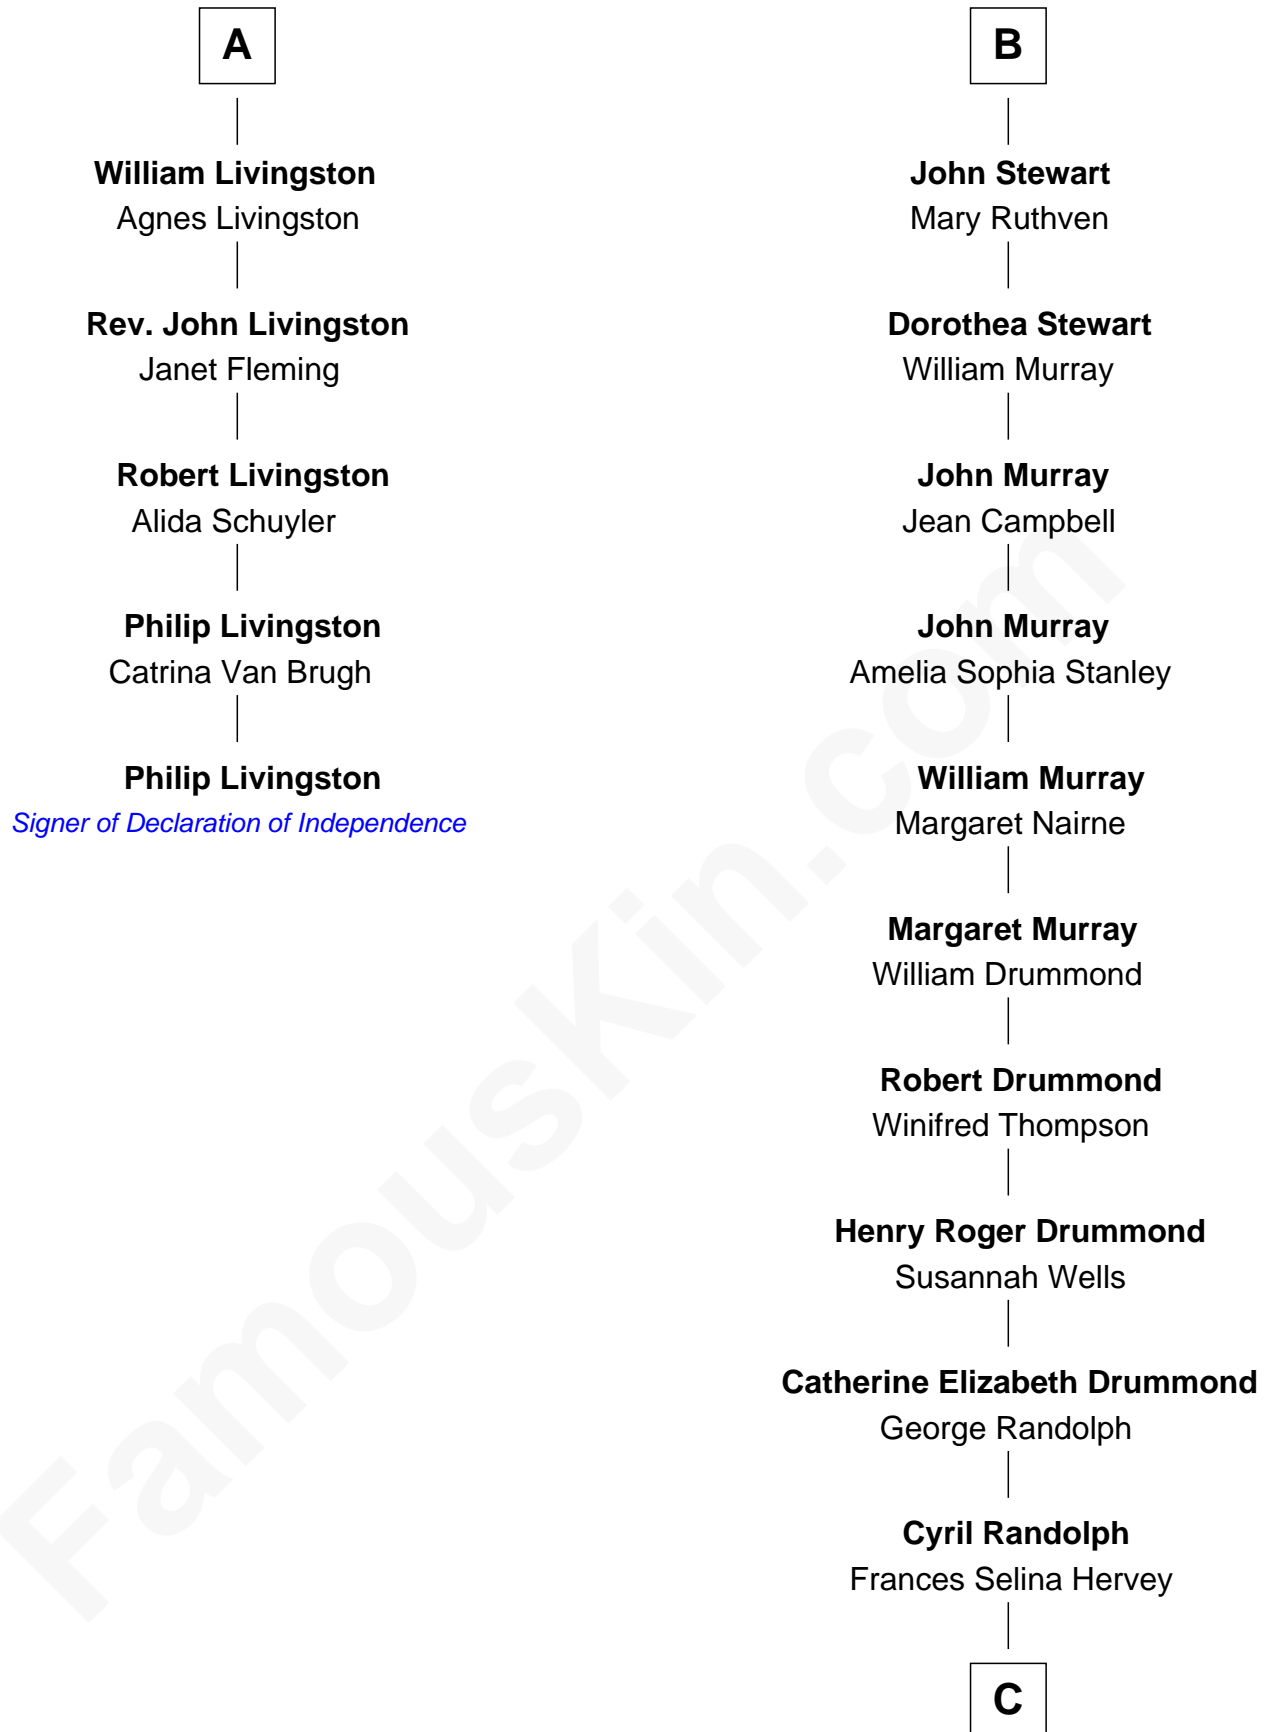 A
William Livingston
Agnes Livingston
Rev. John Livingston
Janet Fleming
Robert Livingston
Alida Schuyler
Philip Livingston
Catrina Van Brugh
Philip Livingston
Signer of Declaration of Independence
B
John Stewart
Mary Ruthven
Dorothea Stewart
William Murray
John Murray
Jean Campbell
John Murray
Amelia Sophia Stanley
William Murray
Margaret Nairne
Margaret Murray
William Drummond
Robert Drummond
Winifred Thompson
Henry Roger Drummond
Susannah Wells
Catherine Elizabeth Drummond
George Randolph
Cyril Randolph
Frances Selina Hervey
C
FamousKin.com